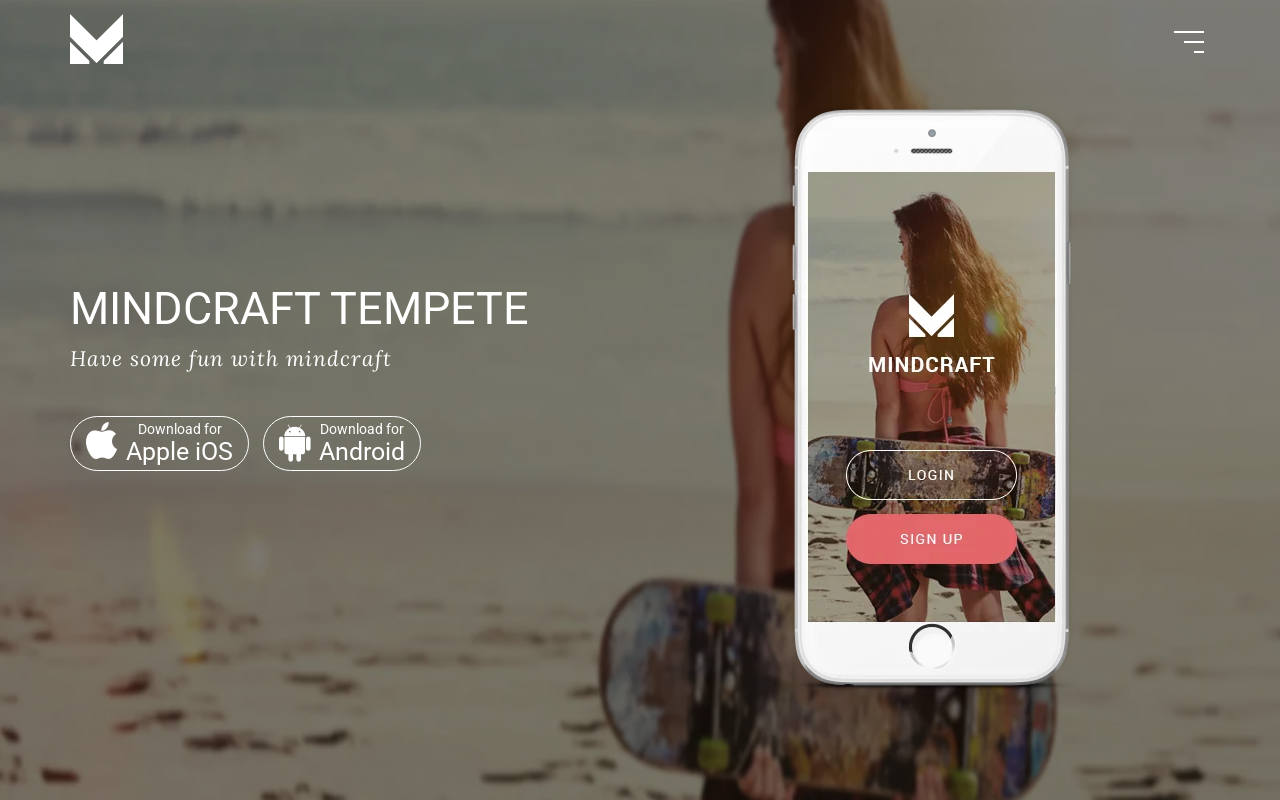 MINDCRAFT TEMPETE
Have some fun with mindcraft
Download for
Apple iOS
Download for
Android
MINDCRAFT
LOGIN
SIGN UP